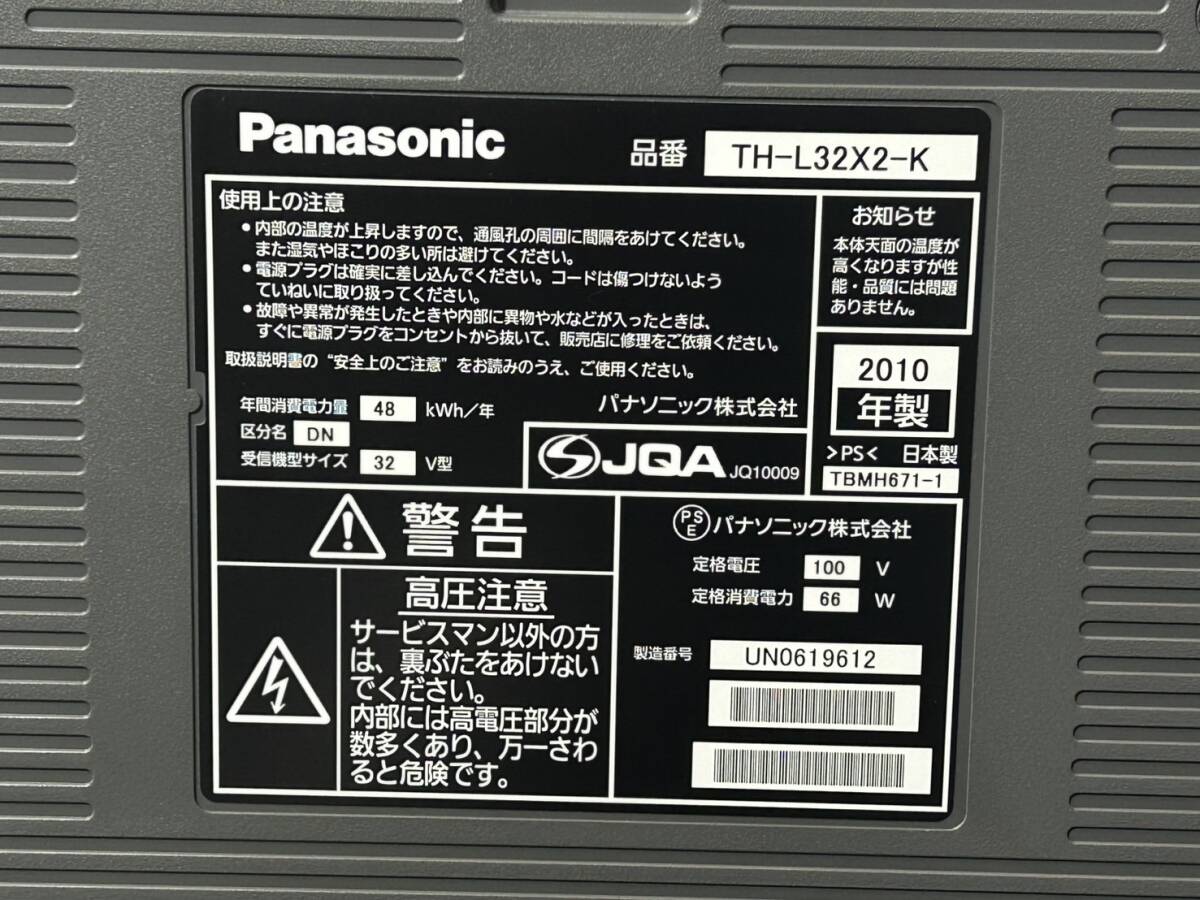 Panasonic
品番 TH-L32X2-K
使用上の注意
•内部の温度が上昇しますので、通風孔の周囲に間隔をあけてください。
また湿気やほこりの多い所は避けてください。
•電源プラグは確実に差し込んでください。コードは傷つけないよう
ていねいに取り扱ってください。
•故障や異常が発生したときや内部に異物や水などが入ったときは、
すぐに電源プラグをコンセントから抜いて、販売店に修理をご依頼ください。
取扱説明書の“安全上のご注意”をお読みのうえ、ご使用ください。
年間消費電力量 48 kWh/年
パナソニック株式会社
区分名 DN
受信機型サイズ 32 V型
JQA JQ10009
お知らせ
本体天面の温度が
高くなりますが性
能・品質には問題
ありません。
2010
年製
>PS< 日本製
TBMH671-1
警告
高圧注意
サービスマン以外の方
は、裏ぶたをあけない
でください。
内部には高電圧部分が
数多くあり、万一さわ
ると危険です。
PSE パナソニック株式会社
定格電圧 100 V
定格消費電力 66 W
製造番号 UN0619612